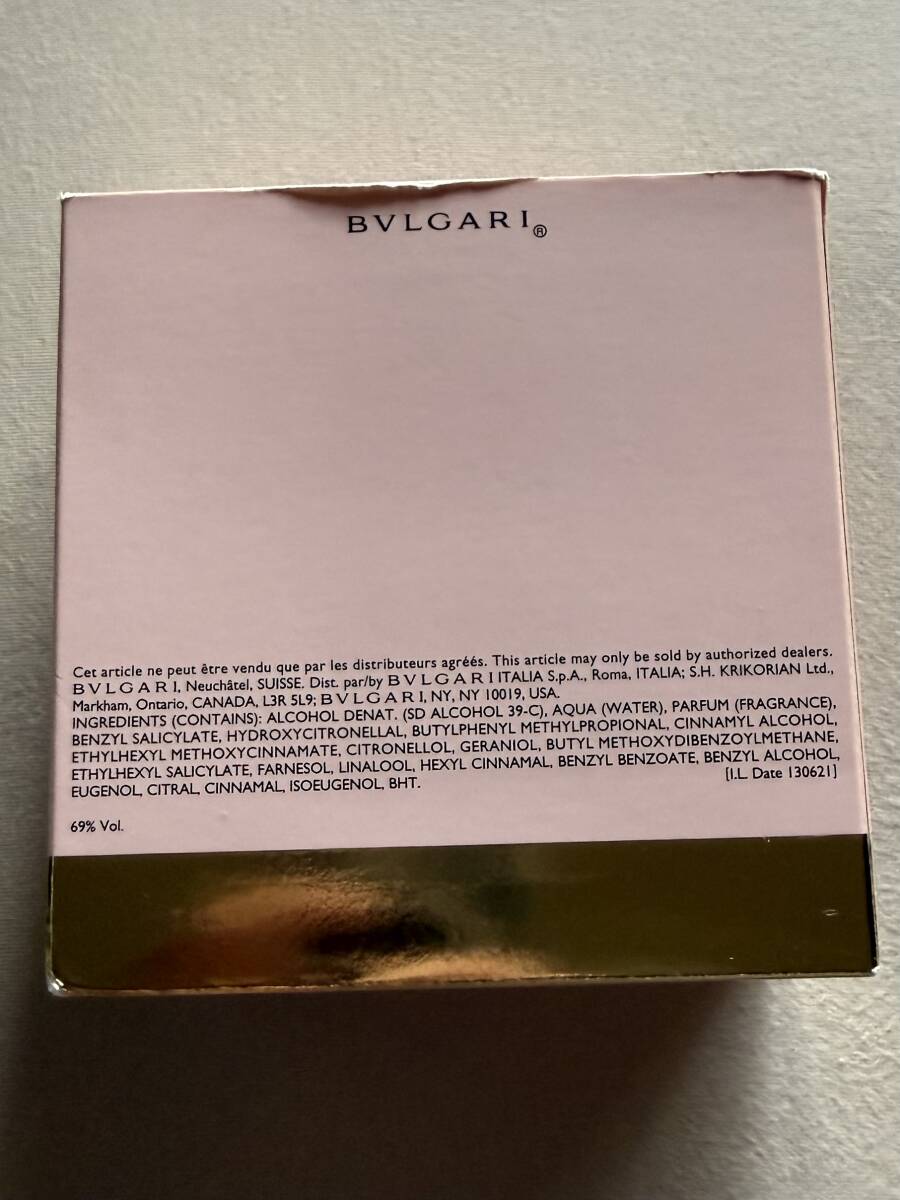 BVLGARI®
Cet article ne peut être vendu que par les distributeurs agréés. This article may only be sold by authorized dealers.
BVLGARI, Neuchâtel, SUISSE. Dist. par/by BVLGARI ITALIA S.p.A., Roma, ITALIA; S.H. KRIKORIAN Ltd.,
Markham, Ontario, CANADA, L3R 5L9; BVLGARI, NY, NY 10019, USA.
INGREDIENTS (CONTAINS): ALCOHOL DENAT. (SD ALCOHOL 39-C), AQUA (WATER), PARFUM (FRAGRANCE),
BENZYL SALICYLATE, HYDROXYCITRONELLAL, BUTYLPHENYL METHYLPROPIONAL, CINNAMYL ALCOHOL,
ETHYLHEXYL METHOXYCINNAMATE, CITRONELLOL, GERANIOL, BUTYL METHOXYDIBENZOYLMETHANE,
ETHYLHEXYL SALICYLATE, FARNESOL, LINALOOL, HEXYL CINNAMAL, BENZYL BENZOATE, BENZYL ALCOHOL,
EUGENOL, CITRAL, CINNAMAL, ISOEUGENOL, BHT. [I.L. Date 130621]
69% Vol.